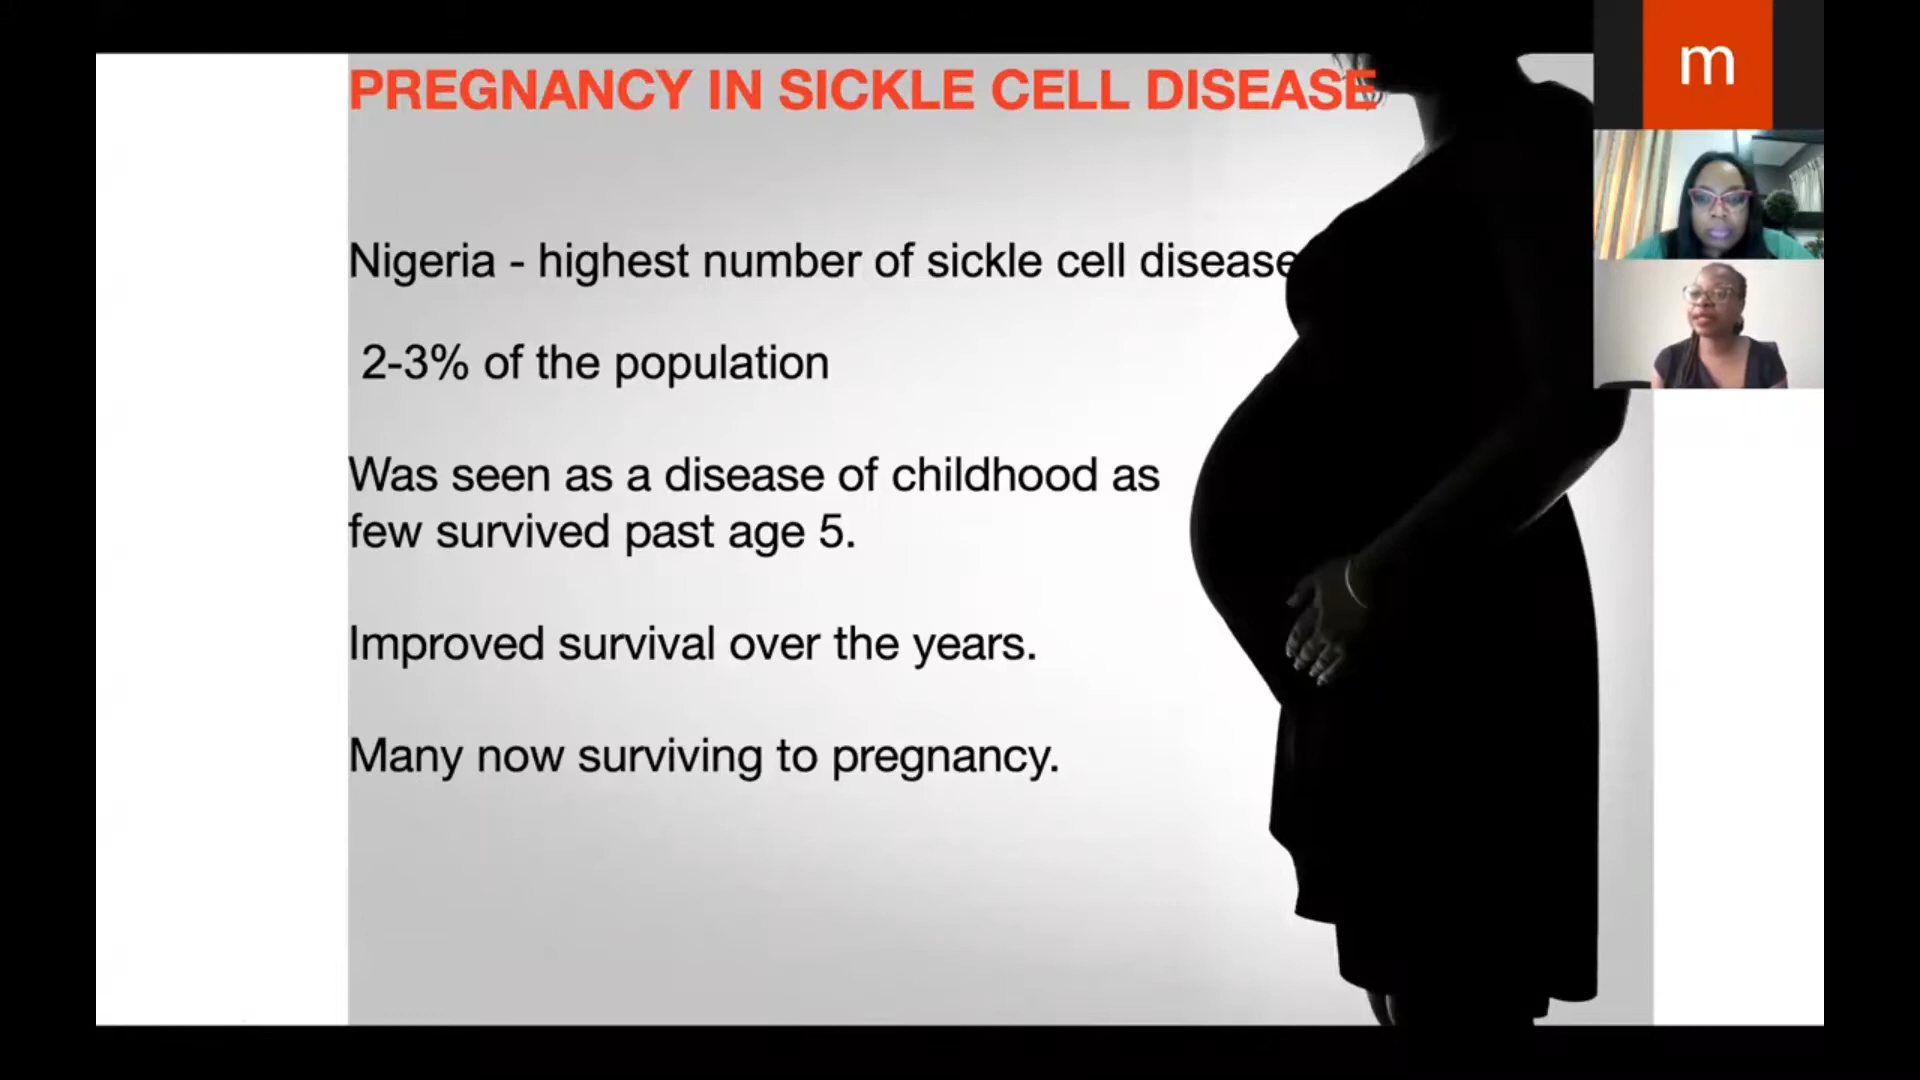 PREGNANCY IN SICKLE CELL DISEASE
m
Nigeria - highest number of sickle cell disease
2-3% of the population
Was seen as a disease of childhood as
few survived past age 5.
Improved survival over the years.
Many now surviving to pregnancy.